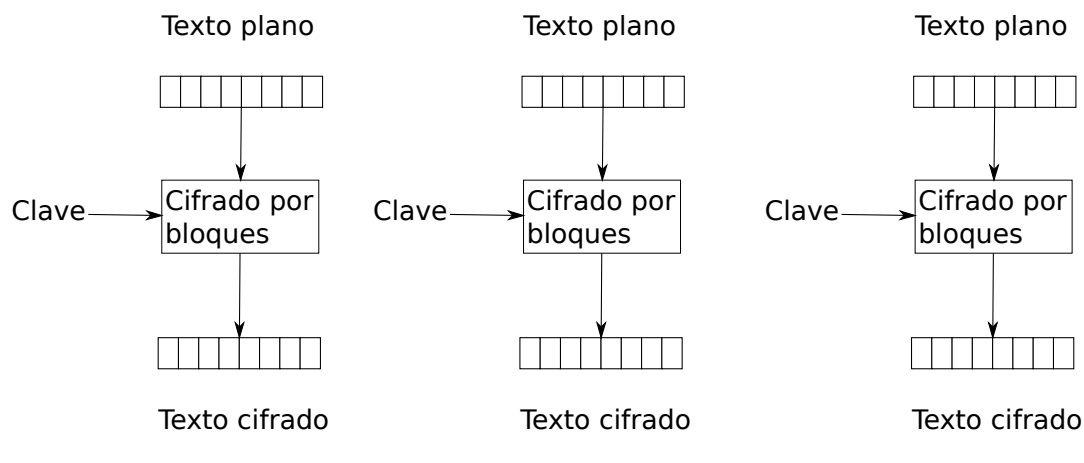 Texto plano
Texto plano
Texto plano
Clave
Cifrado por
bloques
Clave
Cifrado por
bloques
Clave
Cifrado por
bloques
Texto cifrado
Texto cifrado
Texto cifrado